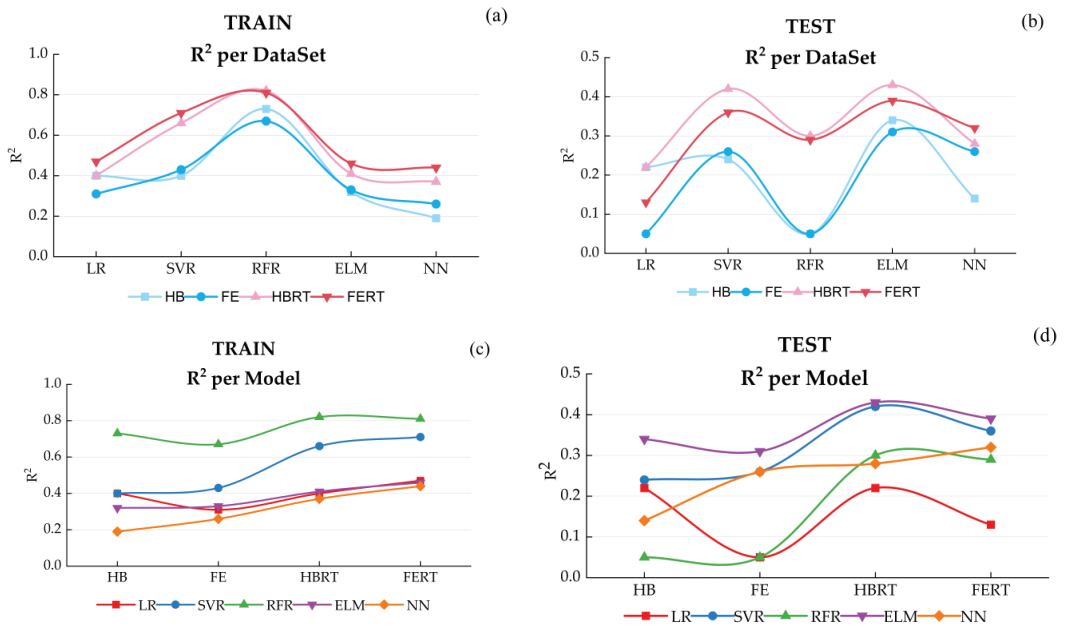 TRAIN (a)
R² per DataSet
1.0
0.8
0.6
0.4
0.2
0.0
R²
LR SVR RFR ELM NN
HB FE HBRT FERT
TEST (b)
R² per DataSet
0.5
0.4
0.3
0.2
0.1
0.0
R²
LR SVR RFR ELM NN
HB FE HBRT FERT
TRAIN (c)
R² per Model
1.0
0.8
0.6
0.4
0.2
0.0
R²
HB FE HBRT FERT
LR SVR RFR ELM NN
TEST (d)
R² per Model
0.5
0.4
0.3
0.2
0.1
0.0
R²
HB FE HBRT FERT
LR SVR RFR ELM NN